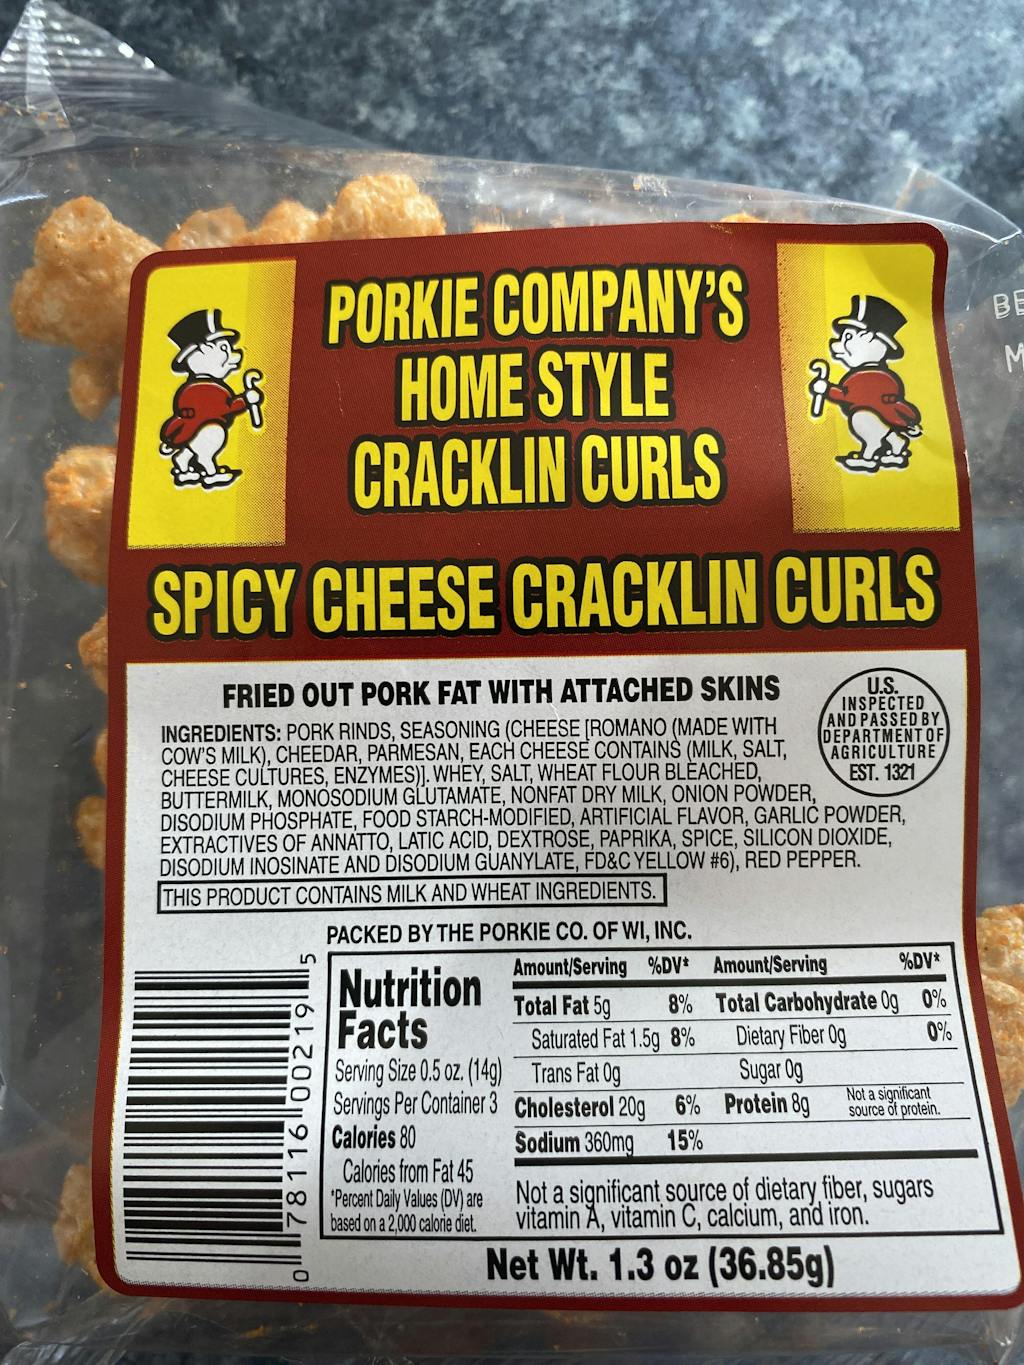 PORKIE COMPANY'S
HOME STYLE
CRACKLIN CURLS
SPICY CHEESE CRACKLIN CURLS
FRIED OUT PORK FAT WITH ATTACHED SKINS
INGREDIENTS: PORK RINDS, SEASONING (CHEESE [ROMANO (MADE WITH
COW'S MILK), CHEEDAR, PARMESAN, EACH CHEESE CONTAINS (MILK, SALT,
CHEESE CULTURES, ENZYMES)]. WHEY, SALT, WHEAT FLOUR BLEACHED,
BUTTERMILK, MONOSODIUM GLUTAMATE, NONFAT DRY MILK, ONION POWDER,
DISODIUM PHOSPHATE, FOOD STARCH-MODIFIED, ARTIFICIAL FLAVOR, GARLIC POWDER,
EXTRACTIVES OF ANNATTO, LATIC ACID, DEXTROSE, PAPRIKA, SPICE, SILICON DIOXIDE,
DISODIUM INOSINATE AND DISODIUM GUANYLATE, FD&C YELLOW #6), RED PEPPER.
THIS PRODUCT CONTAINS MILK AND WHEAT INGREDIENTS.
U.S.
INSPECTED
AND PASSED BY
DEPARTMENT OF
AGRICULTURE
EST. 1321
PACKED BY THE PORKIE CO. OF WI, INC.
0 78116 00219 5
Nutrition
Facts
Serving Size 0.5 oz. (14g)
Servings Per Container 3
Calories 80
Calories from Fat 45
*Percent Daily Values (DV) are
based on a 2,000 calorie diet.
Amount/Serving %DV* Amount/Serving %DV*
Total Fat 5g 8% Total Carbohydrate 0g 0%
Saturated Fat 1.5g 8% Dietary Fiber 0g 0%
Trans Fat 0g Sugar 0g
Cholesterol 20g 6% Protein 8g Not a significant
source of protein.
Sodium 360mg 15%
Not a significant source of dietary fiber, sugars
vitamin A, vitamin C, calcium, and iron.
Net Wt. 1.3 oz (36.85g)